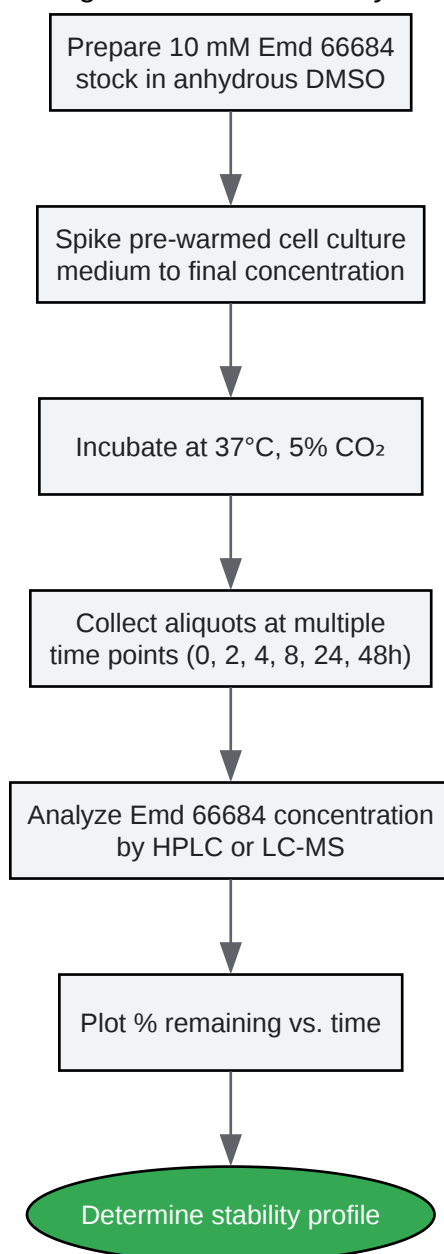 Prepare 10 mM Emd 66684
stock in anhydrous DMSO
Spike pre-warmed cell culture
medium to final concentration
Incubate at 37°C, 5% CO₂
Collect aliquots at multiple
time points (0, 2, 4, 8, 24, 48h)
Analyze Emd 66684 concentration
by HPLC or LC-MS
Plot % remaining vs. time
Determine stability profile